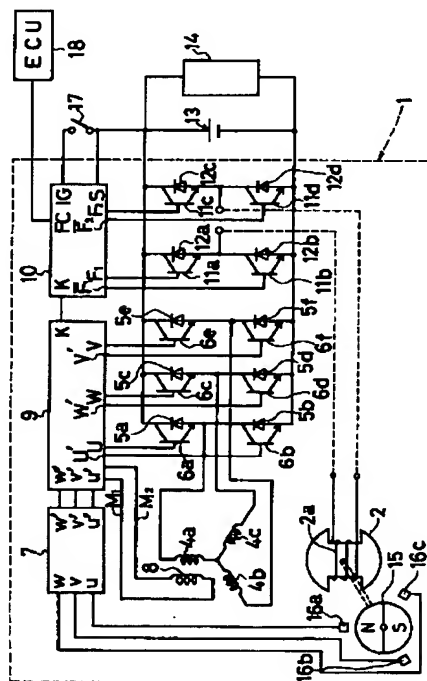 ECU
18
17
14
13
1
10
FC
IG
K
F̄₁
F₁
F̄₂
F₂
S
12c
11c
12d
11d
12a
11a
12b
11b
9
K
w'
v'
u'
U'
U
W'
W
V'
V
5e
6e
5f
6f
5c
6c
5d
6d
5a
6a
5b
6b
7
w'
v'
u'
w
v
u
M₁
M₂
4a
8
4c
4b
2a
2
15
16c
16a
16b
N
S